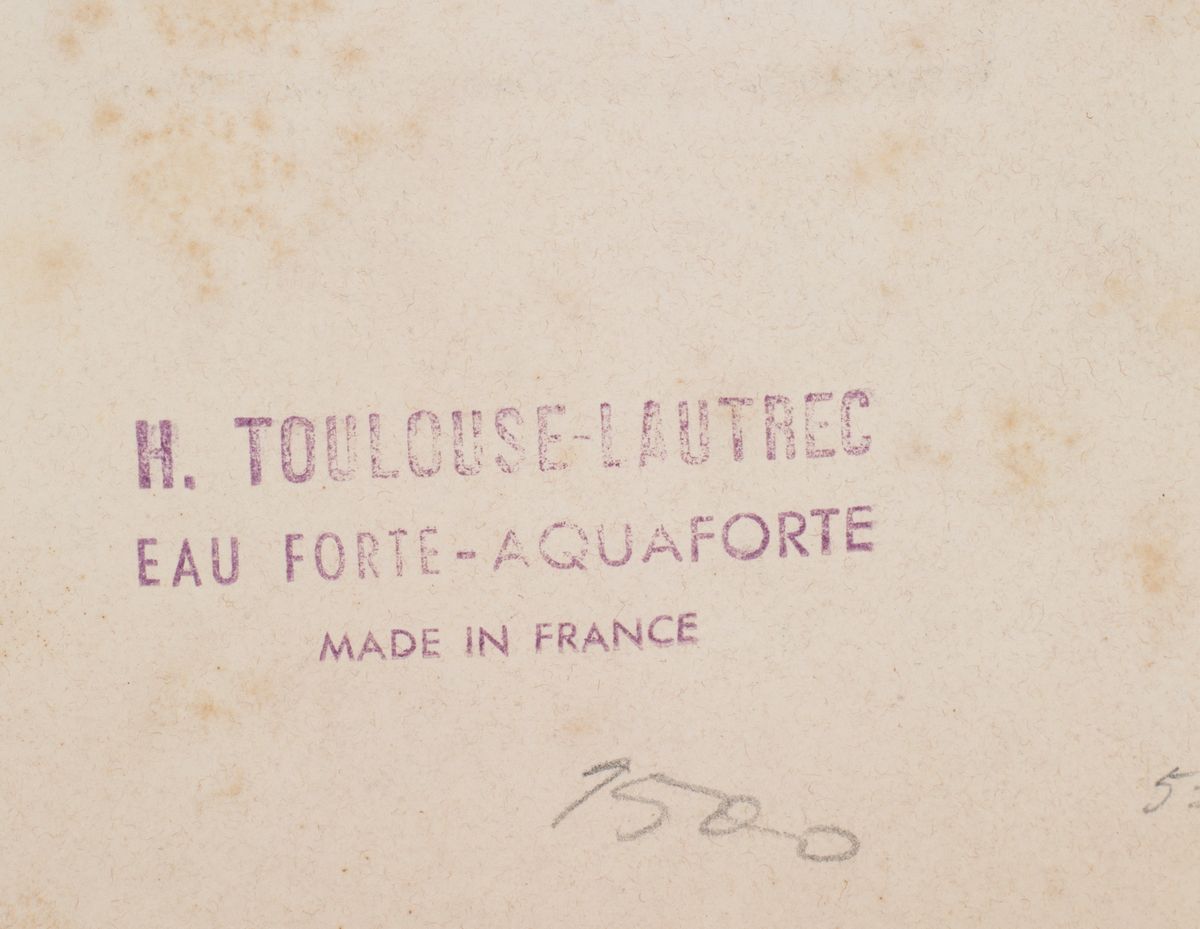 H. TOULOUSE-LAUTREC
EAU FORTE-AQUAFORTE
MADE IN FRANCE
1500